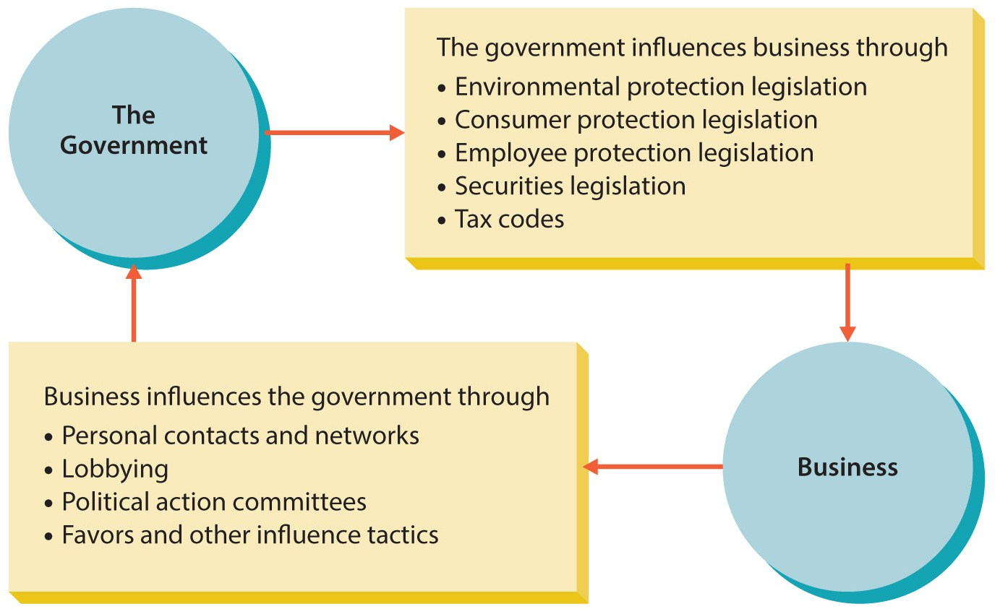 The
Government
The government influences business through
• Environmental protection legislation
• Consumer protection legislation
• Employee protection legislation
• Securities legislation
• Tax codes
Business influences the government through
• Personal contacts and networks
• Lobbying
• Political action committees
• Favors and other influence tactics
Business